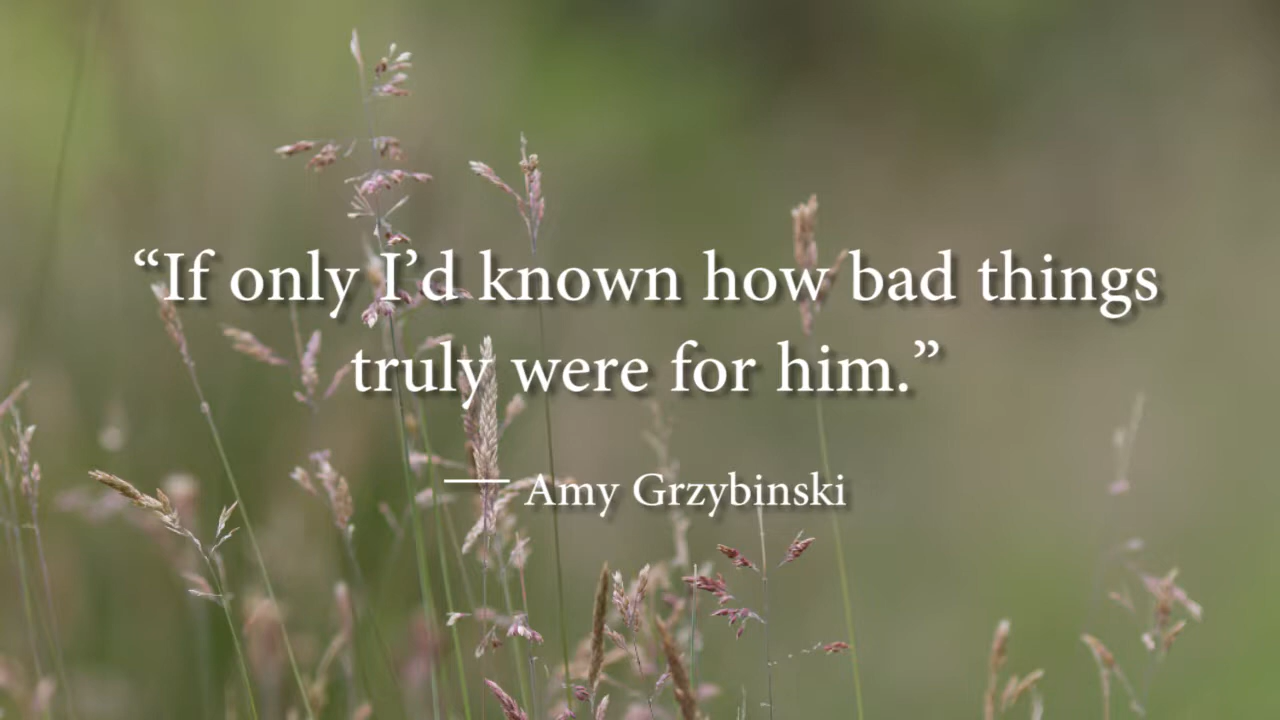 “If only I’d known how bad things
truly were for him.”
— Amy Grzybinski